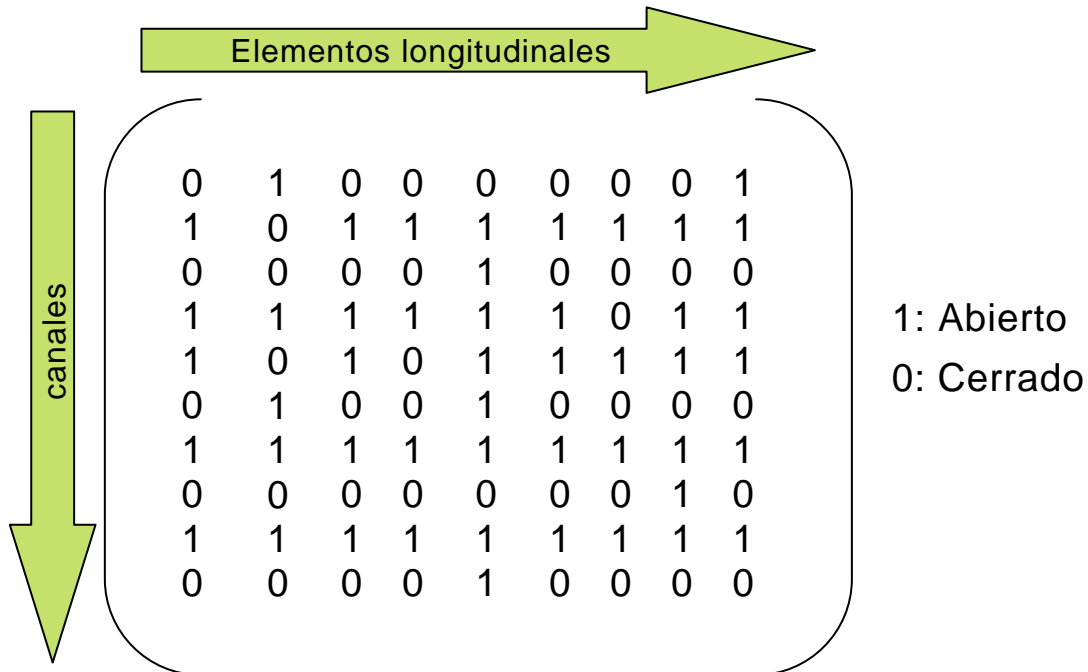 Elementos longitudinales
canales
0 1 0 0 0 0 0 0 1
1 0 1 1 1 1 1 1 1
0 0 0 0 1 0 0 0 0
1 1 1 1 1 1 0 1 1
1 0 1 0 1 1 1 1 1
0 1 0 0 1 0 0 0 0
1 1 1 1 1 1 1 1 1
0 0 0 0 0 0 0 1 0
1 1 1 1 1 1 1 1 1
0 0 0 0 1 0 0 0 0
1: Abierto
0: Cerrado